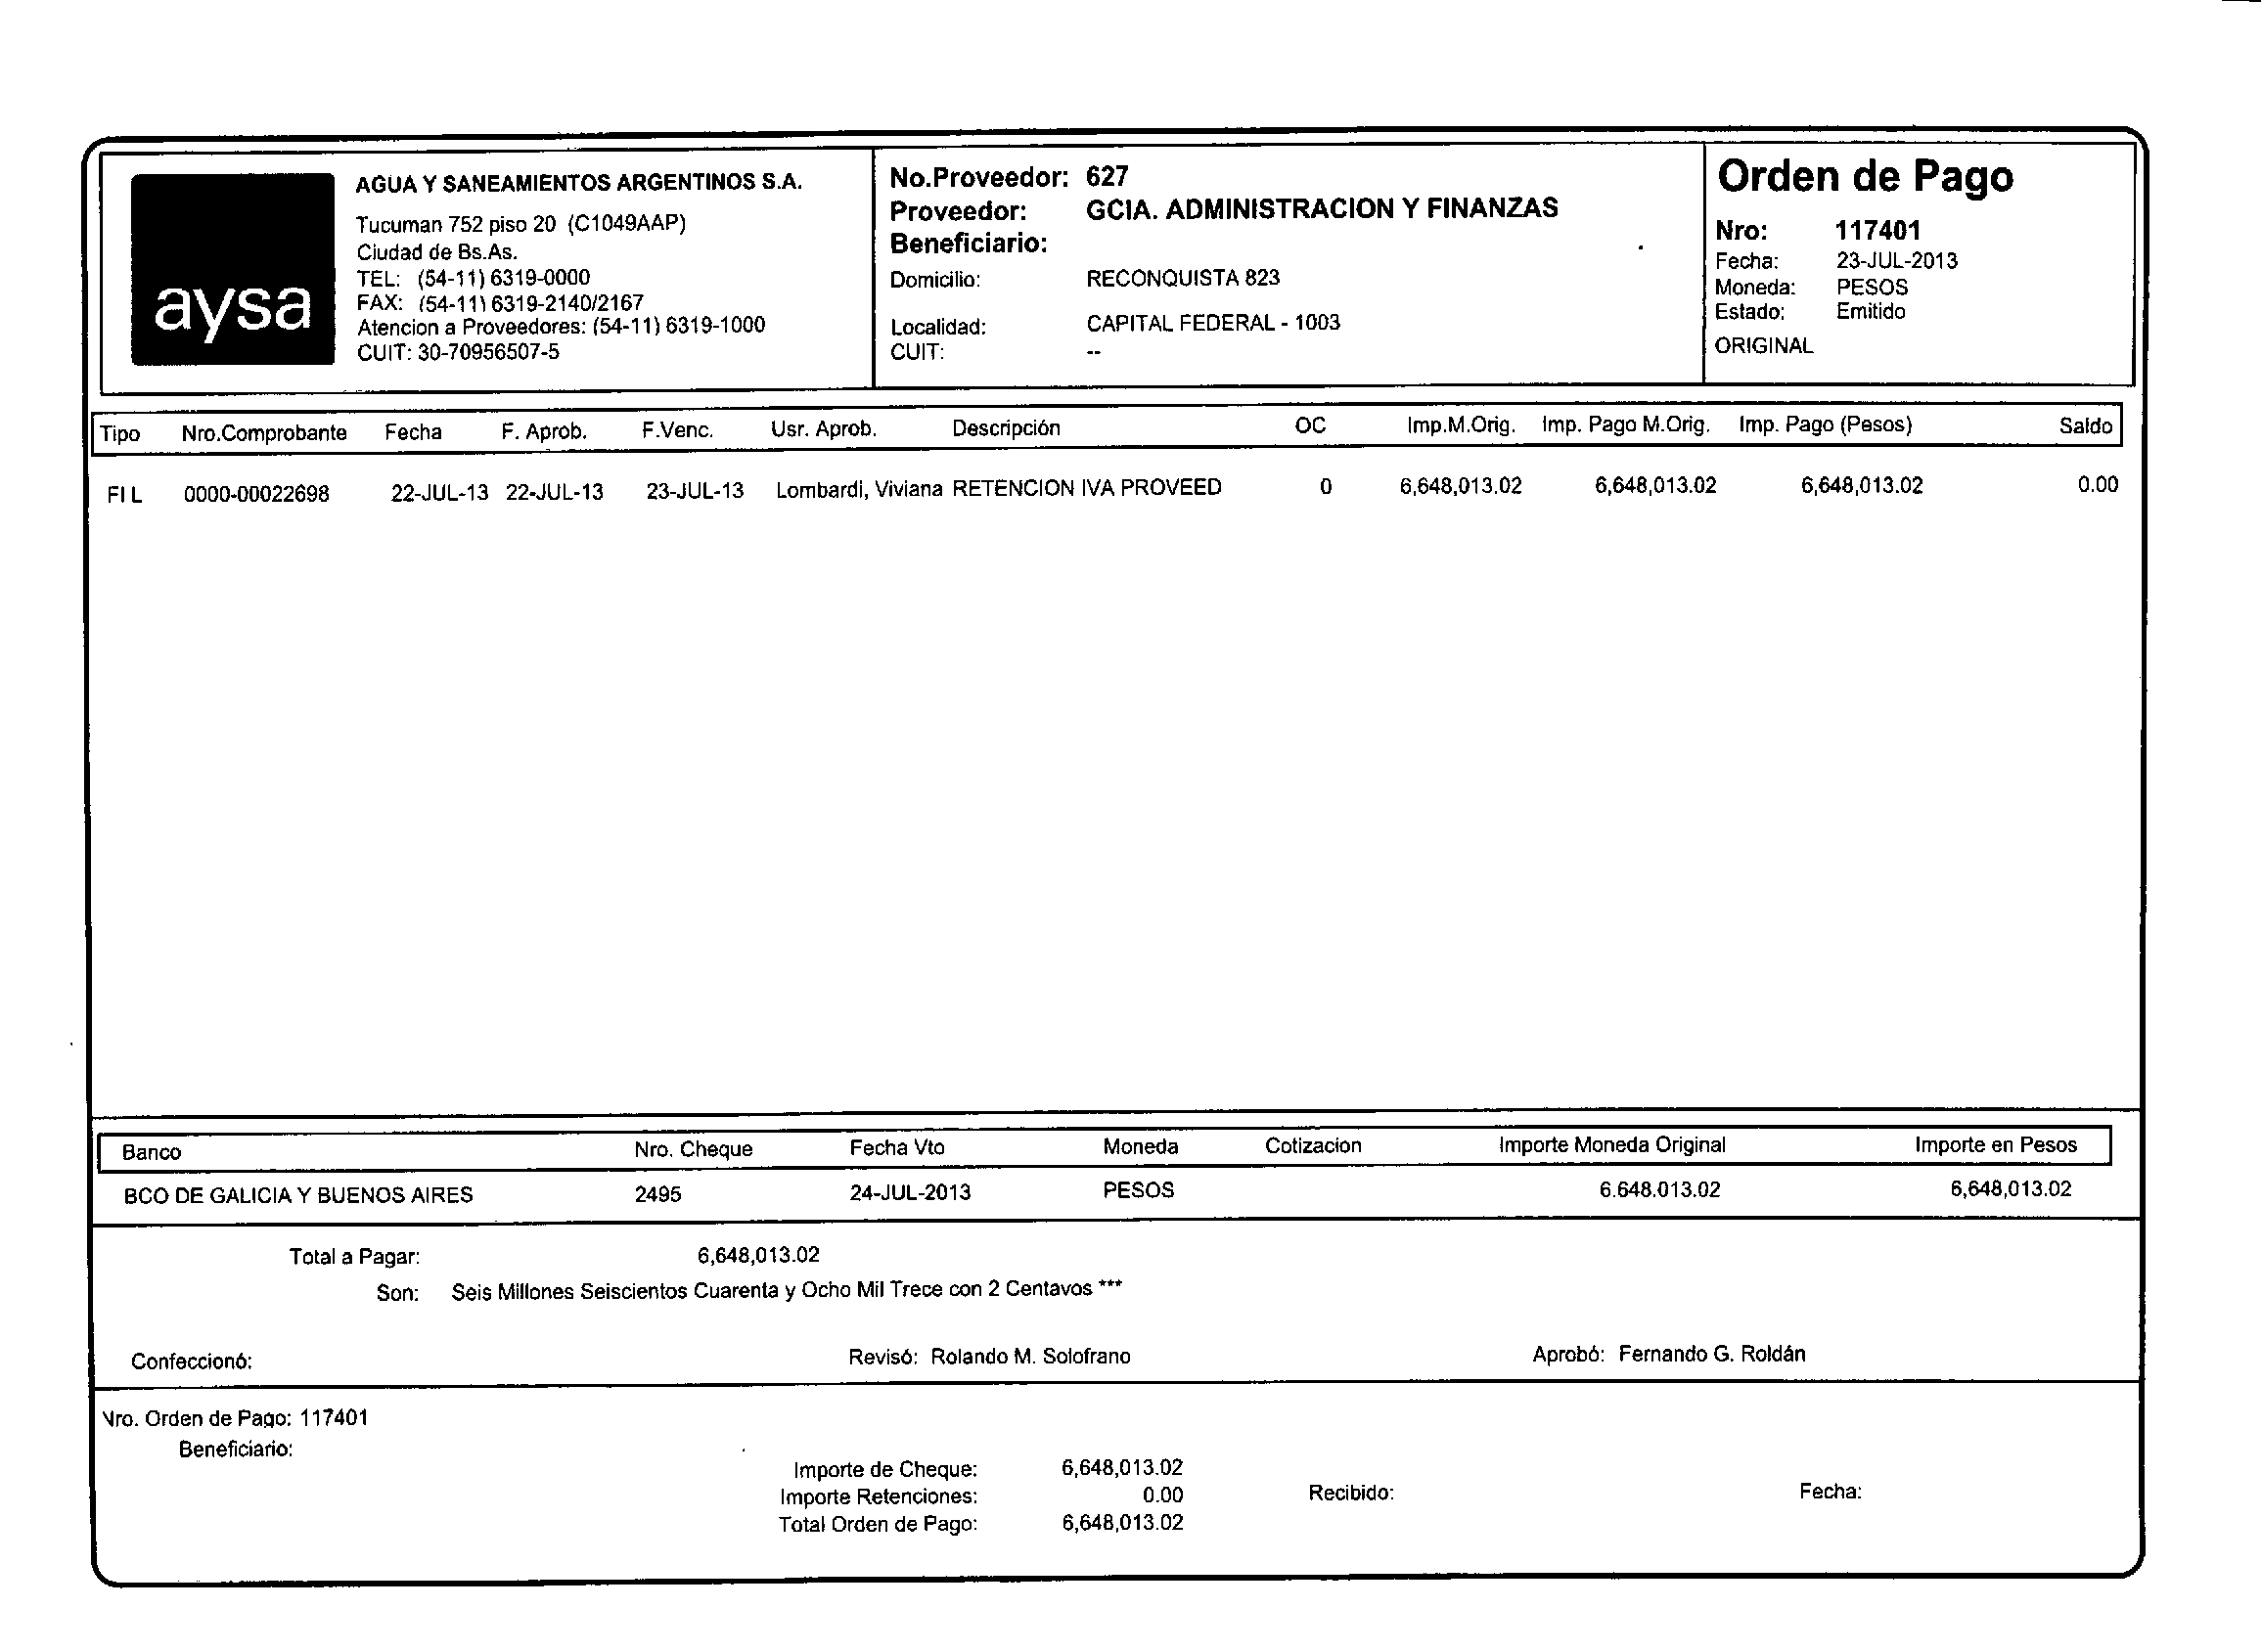 aysa
AGUA Y SANEAMIENTOS ARGENTINOS S.A.
Tucuman 752 piso 20 (C1049AAP)
Ciudad de Bs.As.
TEL: (54-11) 6319-0000
FAX: (54-11) 6319-2140/2167
Atencion a Proveedores: (54-11) 6319-1000
CUIT: 30-70956507-5
No.Proveedor: 627
Proveedor: GCIA. ADMINISTRACION Y FINANZAS
Beneficiario:
Domicilio: RECONQUISTA 823
Localidad: CAPITAL FEDERAL - 1003
CUIT: --
Orden de Pago
Nro: 117401
Fecha: 23-JUL-2013
Moneda: PESOS
Estado: Emitido
ORIGINAL
Tipo Nro.Comprobante Fecha F. Aprob. F.Venc. Usr. Aprob. Descripción OC Imp.M.Orig. Imp. Pago M.Orig. Imp. Pago (Pesos) Saldo
FI L 0000-00022698 22-JUL-13 22-JUL-13 23-JUL-13 Lombardi, Viviana RETENCION IVA PROVEED 0 6,648,013.02 6,648,013.02 6,648,013.02 0.00
Banco Nro. Cheque Fecha Vto Moneda Cotizacion Importe Moneda Original Importe en Pesos
BCO DE GALICIA Y BUENOS AIRES 2495 24-JUL-2013 PESOS 6.648.013.02 6,648,013.02
Total a Pagar: 6,648,013.02
Son: Seis Millones Seiscientos Cuarenta y Ocho Mil Trece con 2 Centavos ***
Confeccionó: Revisó: Rolando M. Solofrano Aprobó: Fernando G. Roldán
Nro. Orden de Pago: 117401
Beneficiario:
Importe de Cheque: 6,648,013.02
Importe Retenciones: 0.00 Recibido: Fecha:
Total Orden de Pago: 6,648,013.02